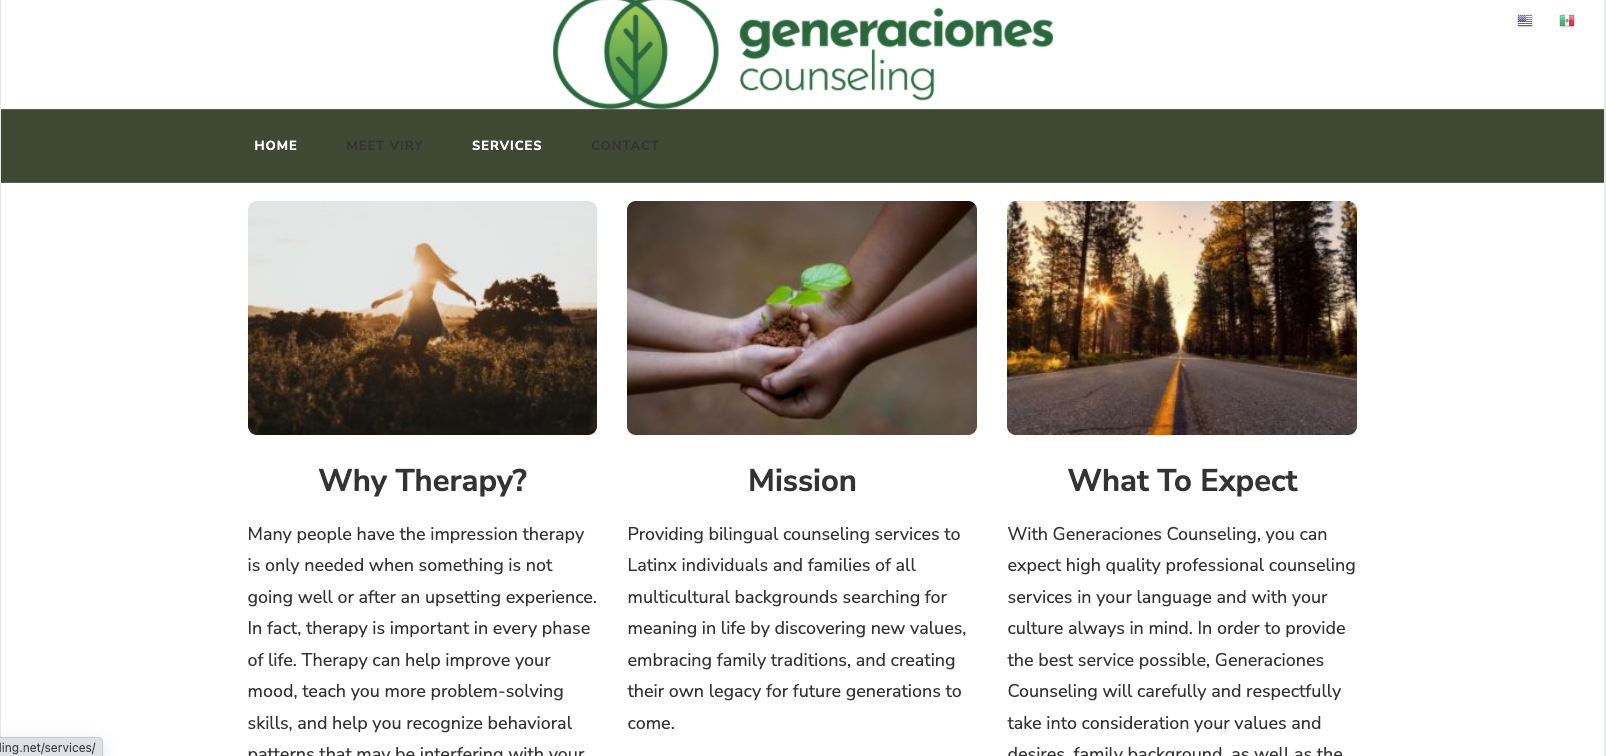 generaciones
counseling
HOME MEET VIRY SERVICES CONTACT
Why Therapy?
Many people have the impression therapy
is only needed when something is not
going well or after an upsetting experience.
In fact, therapy is important in every phase
of life. Therapy can help improve your
mood, teach you more problem-solving
skills, and help you recognize behavioral
patterns that may be interfering with your
Mission
Providing bilingual counseling services to
Latinx individuals and families of all
multicultural backgrounds searching for
meaning in life by discovering new values,
embracing family traditions, and creating
their own legacy for future generations to
come.
What To Expect
With Generaciones Counseling, you can
expect high quality professional counseling
services in your language and with your
culture always in mind. In order to provide
the best service possible, Generaciones
Counseling will carefully and respectfully
take into consideration your values and
desires, family background, as well as the
ling.net/services/